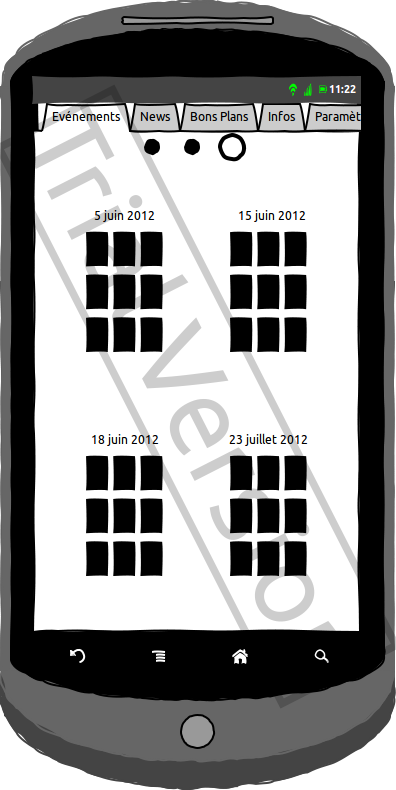 11:22
Evénements News Bons Plans Infos Paramèt
5 juin 2012 15 juin 2012
18 juin 2012 23 juillet 2012
Trial Version